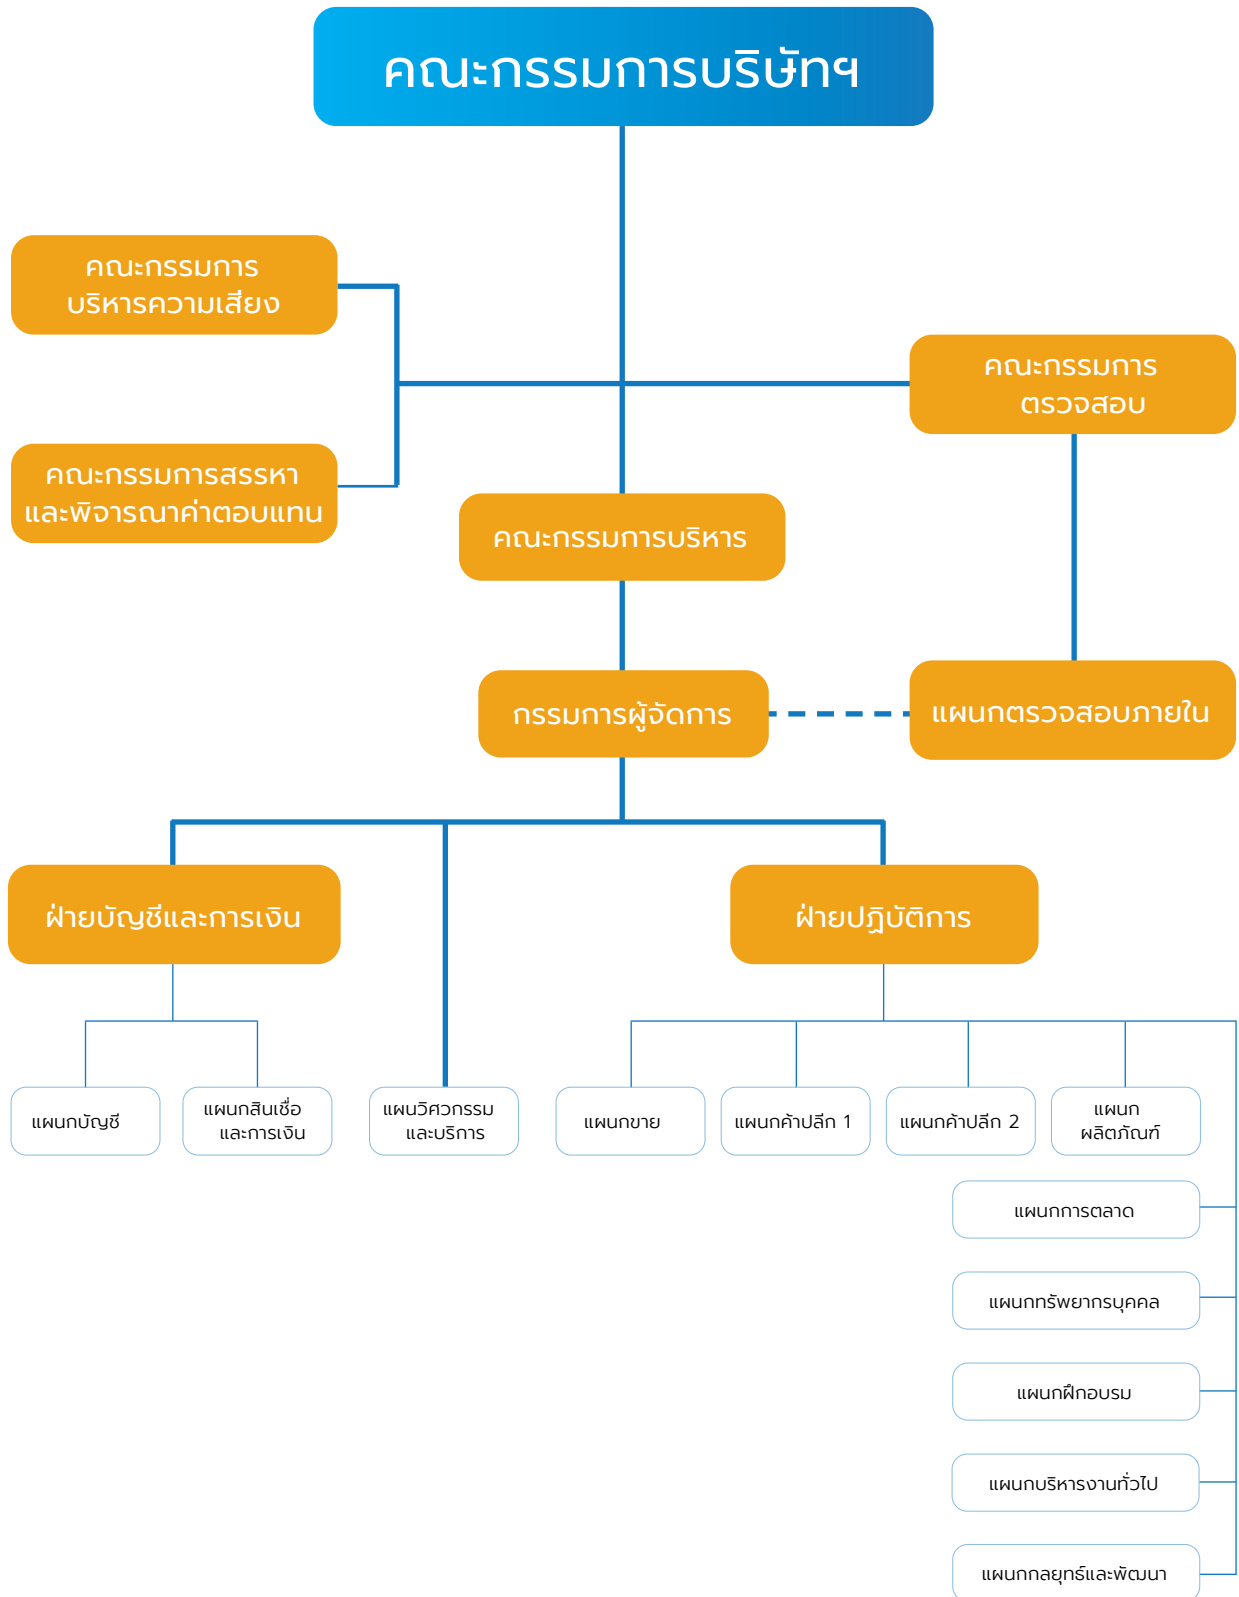 คณะกรรมการบริษัทฯ
คณะกรรมการ
บริหารความเสี่ยง
คณะกรรมการ
ตรวจสอบ
คณะกรรมการสรรหา
และพิจารณาค่าตอบแทน
คณะกรรมการบริหาร
กรรมการผู้จัดการ
แผนกตรวจสอบภายใน
ฝ่ายบัญชีและการเงิน
ฝ่ายปฏิบัติการ
แผนกบัญชี
แผนกสินเชื่อ
และการเงิน
แผนวิศวกรรม
และบริการ
แผนกขาย
แผนกค้าปลีก 1
แผนกค้าปลีก 2
แผนก
ผลิตภัณฑ์
แผนกการตลาด
แผนกทรัพยากรบุคคล
แผนกฝึกอบรม
แผนกบริหารงานทั่วไป
แผนกกลยุทธ์และพัฒนา